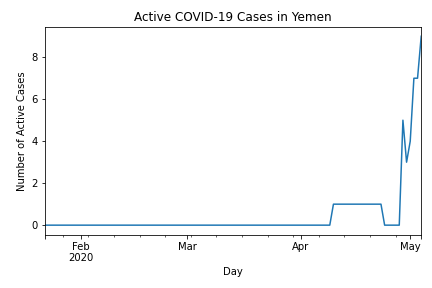 Active COVID-19 Cases in Yemen
Number of Active Cases
8
6
4
2
0
Feb Mar Apr May
2020
Day